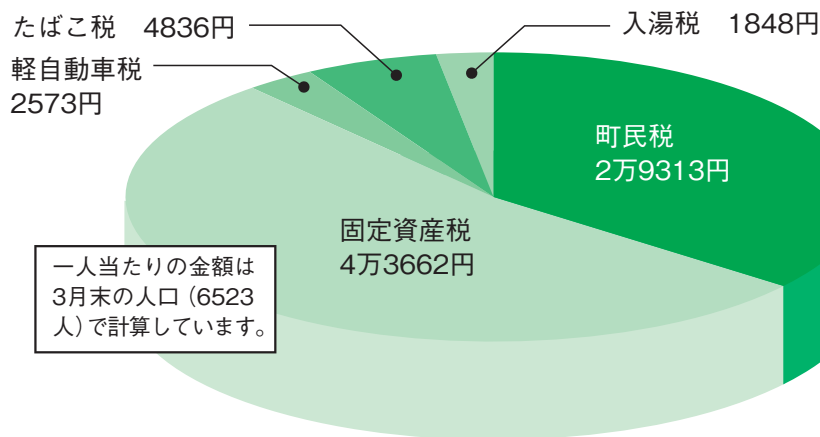 たばこ税　4836円
入湯税　1848円
軽自動車税
2573円
町民税
2万9313円
固定資産税
4万3662円
一人当たりの金額は
3月末の人口（6523
人）で計算しています。